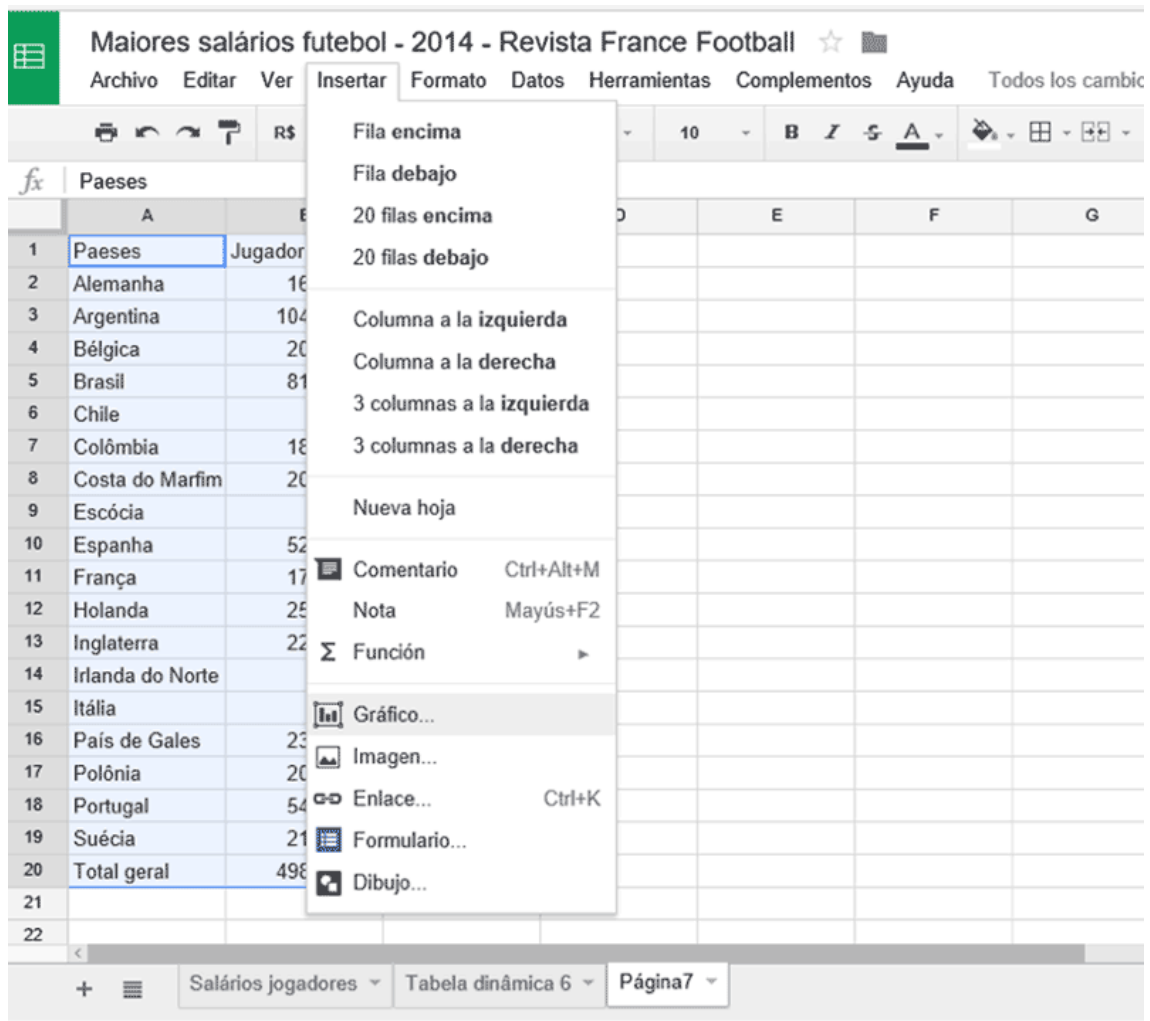 Maiores salários futebol - 2014 - Revista France Football
Archivo Editar Ver Insertar Formato Datos Herramientas Complementos Ayuda Todos los cambio
R$ 10 B I S A
fx Paeses
A E F G
1 Paeses Jugador
2 Alemanha 16
3 Argentina 104
4 Bélgica 20
5 Brasil 81
6 Chile
7 Colômbia 18
8 Costa do Marfim 20
9 Escócia
10 Espanha 52
11 França 17
12 Holanda 25
13 Inglaterra 22
14 Irlanda do Norte
15 Itália
16 País de Gales 23
17 Polônia 20
18 Portugal 54
19 Suécia 21
20 Total geral 498
21
22
Fila encima
Fila debajo
20 filas encima
20 filas debajo
Columna a la izquierda
Columna a la derecha
3 columnas a la izquierda
3 columnas a la derecha
Nueva hoja
Comentario Ctrl+Alt+M
Nota Mayús+F2
Σ Función
Gráfico...
Imagen...
Enlace... Ctrl+K
Formulario...
Dibujo...
+ Salários jogadores Tabela dinâmica 6 Página7